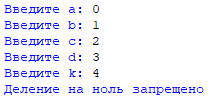 Введите a: 0
Введите b: 1
Введите c: 2
Введите d: 3
Введите k: 4
Деление на ноль запрещено